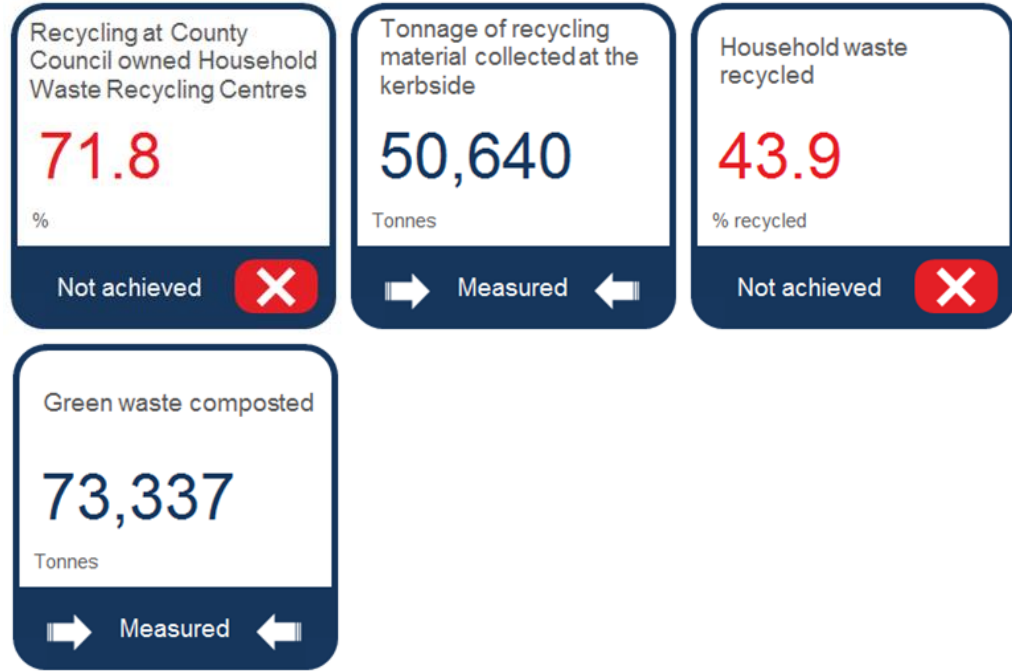 Recycling at County
Council owned Household
Waste Recycling Centres
71.8
%
Not achieved
Tonnage of recycling
material collected at the
kerbside
50,640
Tonnes
Measured
Household waste
recycled
43.9
% recycled
Not achieved
Green waste composted
73,337
Tonnes
Measured